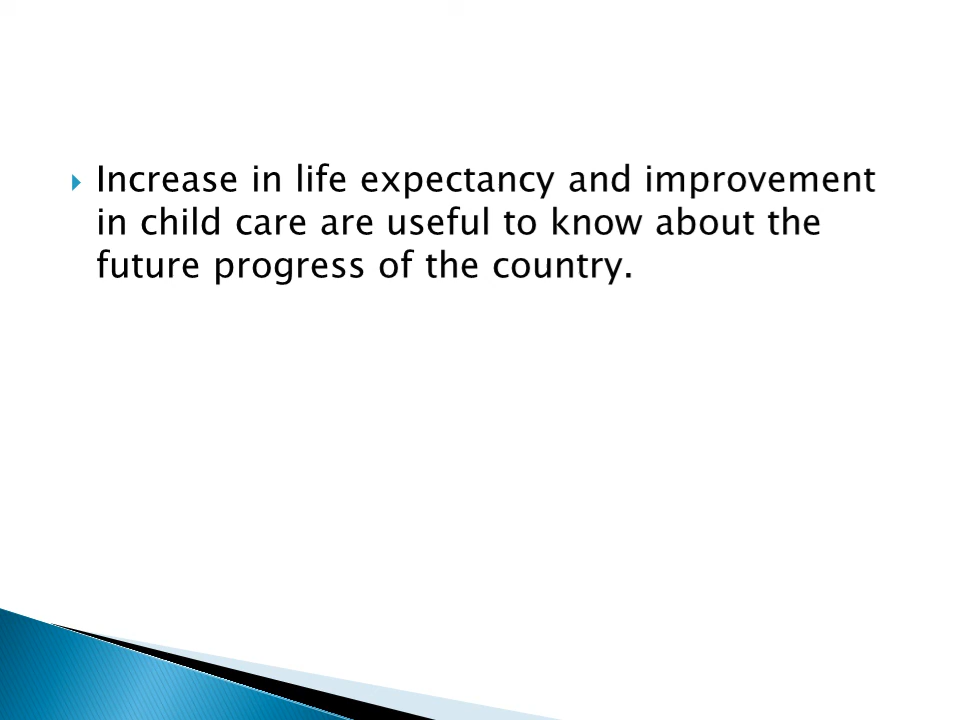 Increase in life expectancy and improvement
in child care are useful to know about the
future progress of the country.